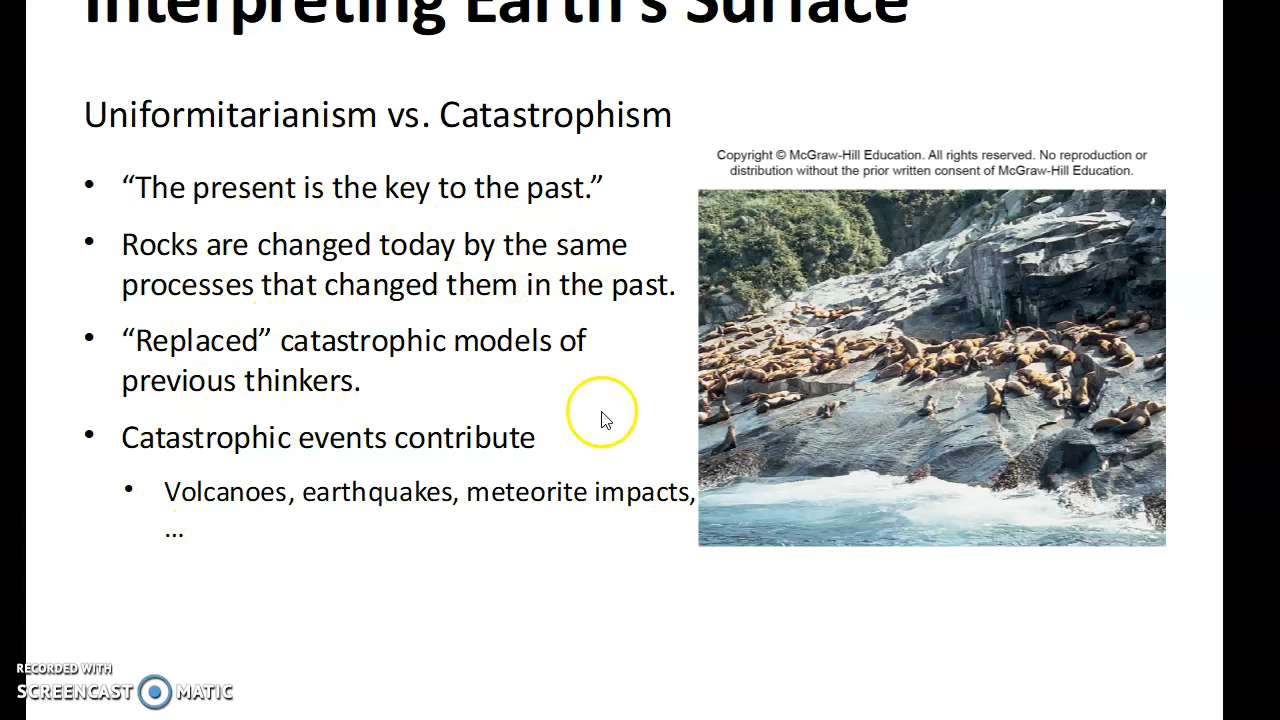 Interpreting Earth's Surface
Uniformitarianism vs. Catastrophism
Copyright © McGraw-Hill Education. All rights reserved. No reproduction or
distribution without the prior written consent of McGraw-Hill Education.
• “The present is the key to the past.”
• Rocks are changed today by the same
processes that changed them in the past.
• “Replaced” catastrophic models of
previous thinkers.
• Catastrophic events contribute
• Volcanoes, earthquakes, meteorite impacts,
…
RECORDED WITH
SCREENCAST MATIC